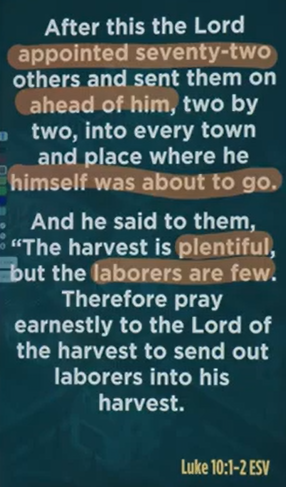 After this the Lord
appointed seventy-two
others and sent them on
ahead of him, two by
two, into every town
and place where he
himself was about to go.
And he said to them,
“The harvest is plentiful,
but the laborers are few.
Therefore pray
earnestly to the Lord of
the harvest to send out
laborers into his
harvest.
Luke 10:1-2 ESV